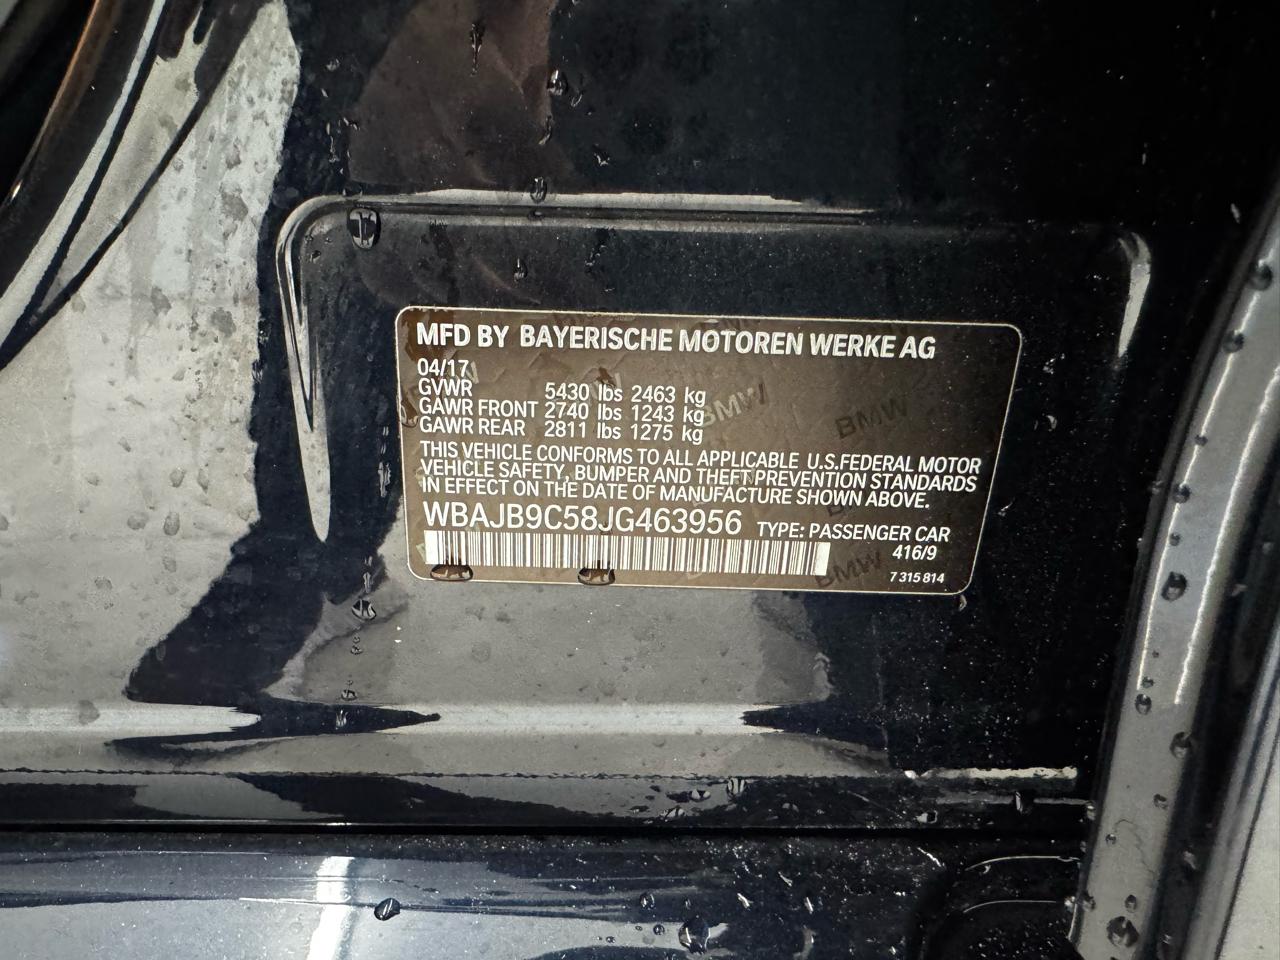 MFD BY BAYERISCHE MOTOREN WERKE AG
04/17
GVWR 5430 lbs 2463 kg
GAWR FRONT 2740 lbs 1243 kg
GAWR REAR 2811 lbs 1275 kg
THIS VEHICLE CONFORMS TO ALL APPLICABLE U.S.FEDERAL MOTOR
VEHICLE SAFETY, BUMPER AND THEFT PREVENTION STANDARDS
IN EFFECT ON THE DATE OF MANUFACTURE SHOWN ABOVE.
WBAJB9C58JG463956 TYPE: PASSENGER CAR
416/9
7 315 814
BMW
BMW
BMW